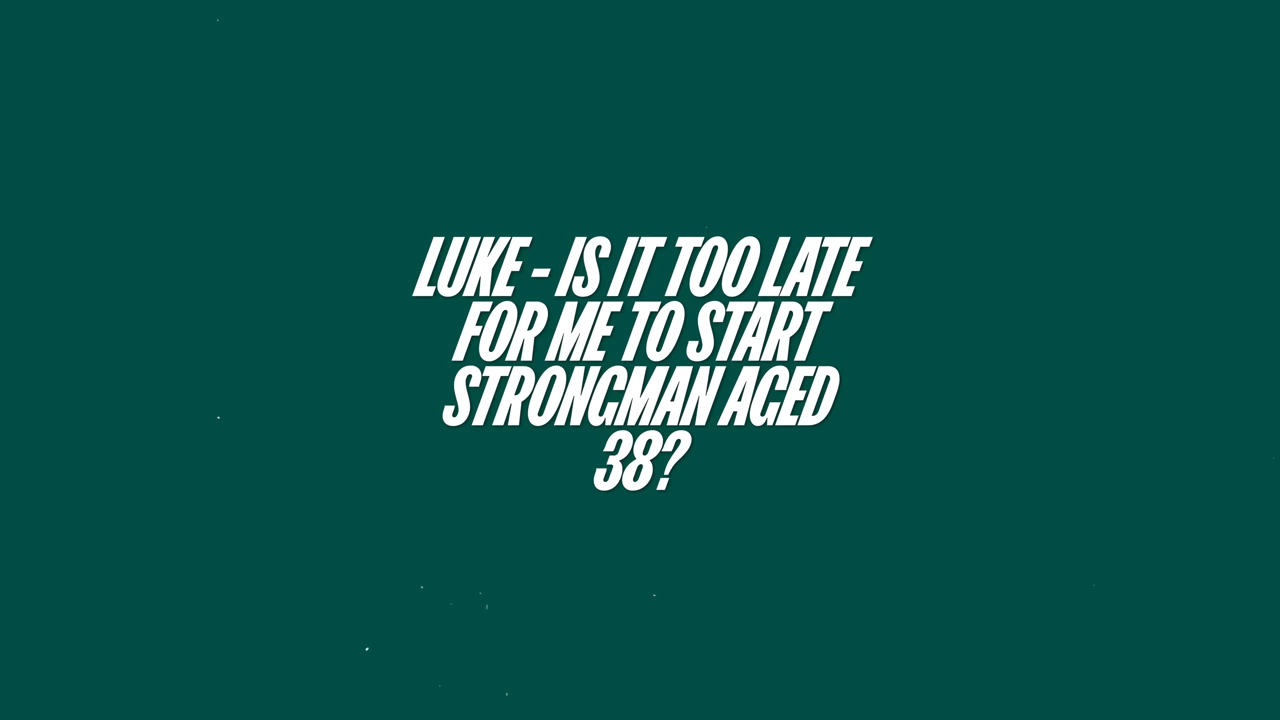 LUKE - IS IT TOO LATE
FOR ME TO START
STRONGMAN AGED
38?